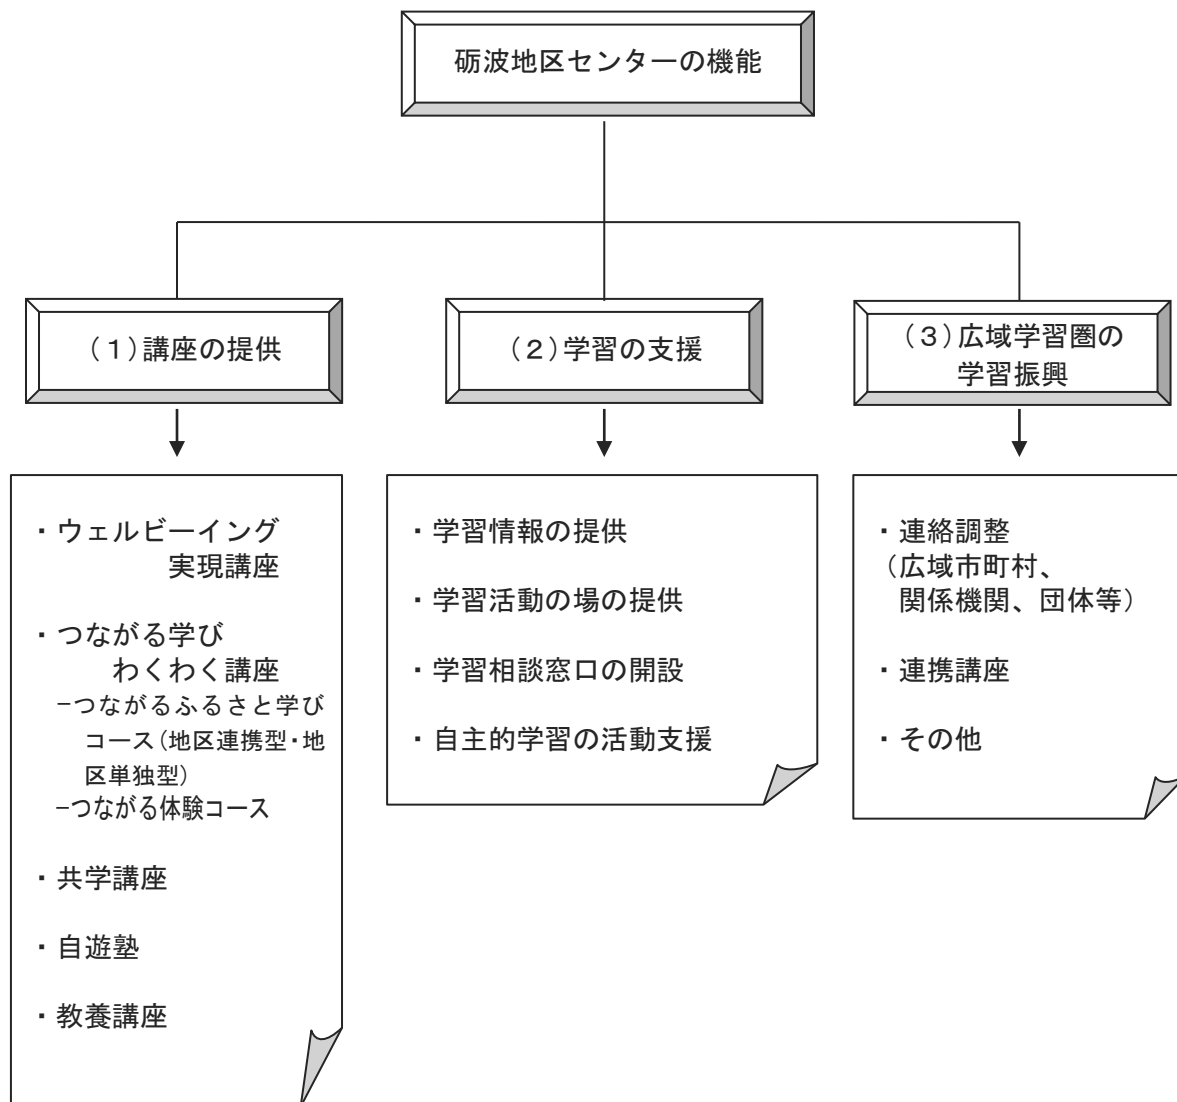 砺波地区センターの機能
(1)講座の提供
(2)学習の支援
(3)広域学習圏の
学習振興
・ウェルビーイング
実現講座
・つながる学び
わくわく講座
−つながるふるさと学び
コース(地区連携型・地
区単独型)
−つながる体験コース
・共学講座
・自遊塾
・教養講座
・学習情報の提供
・学習活動の場の提供
・学習相談窓口の開設
・自主的学習の活動支援
・連絡調整
(広域市町村、
関係機関、団体等)
・連携講座
・その他